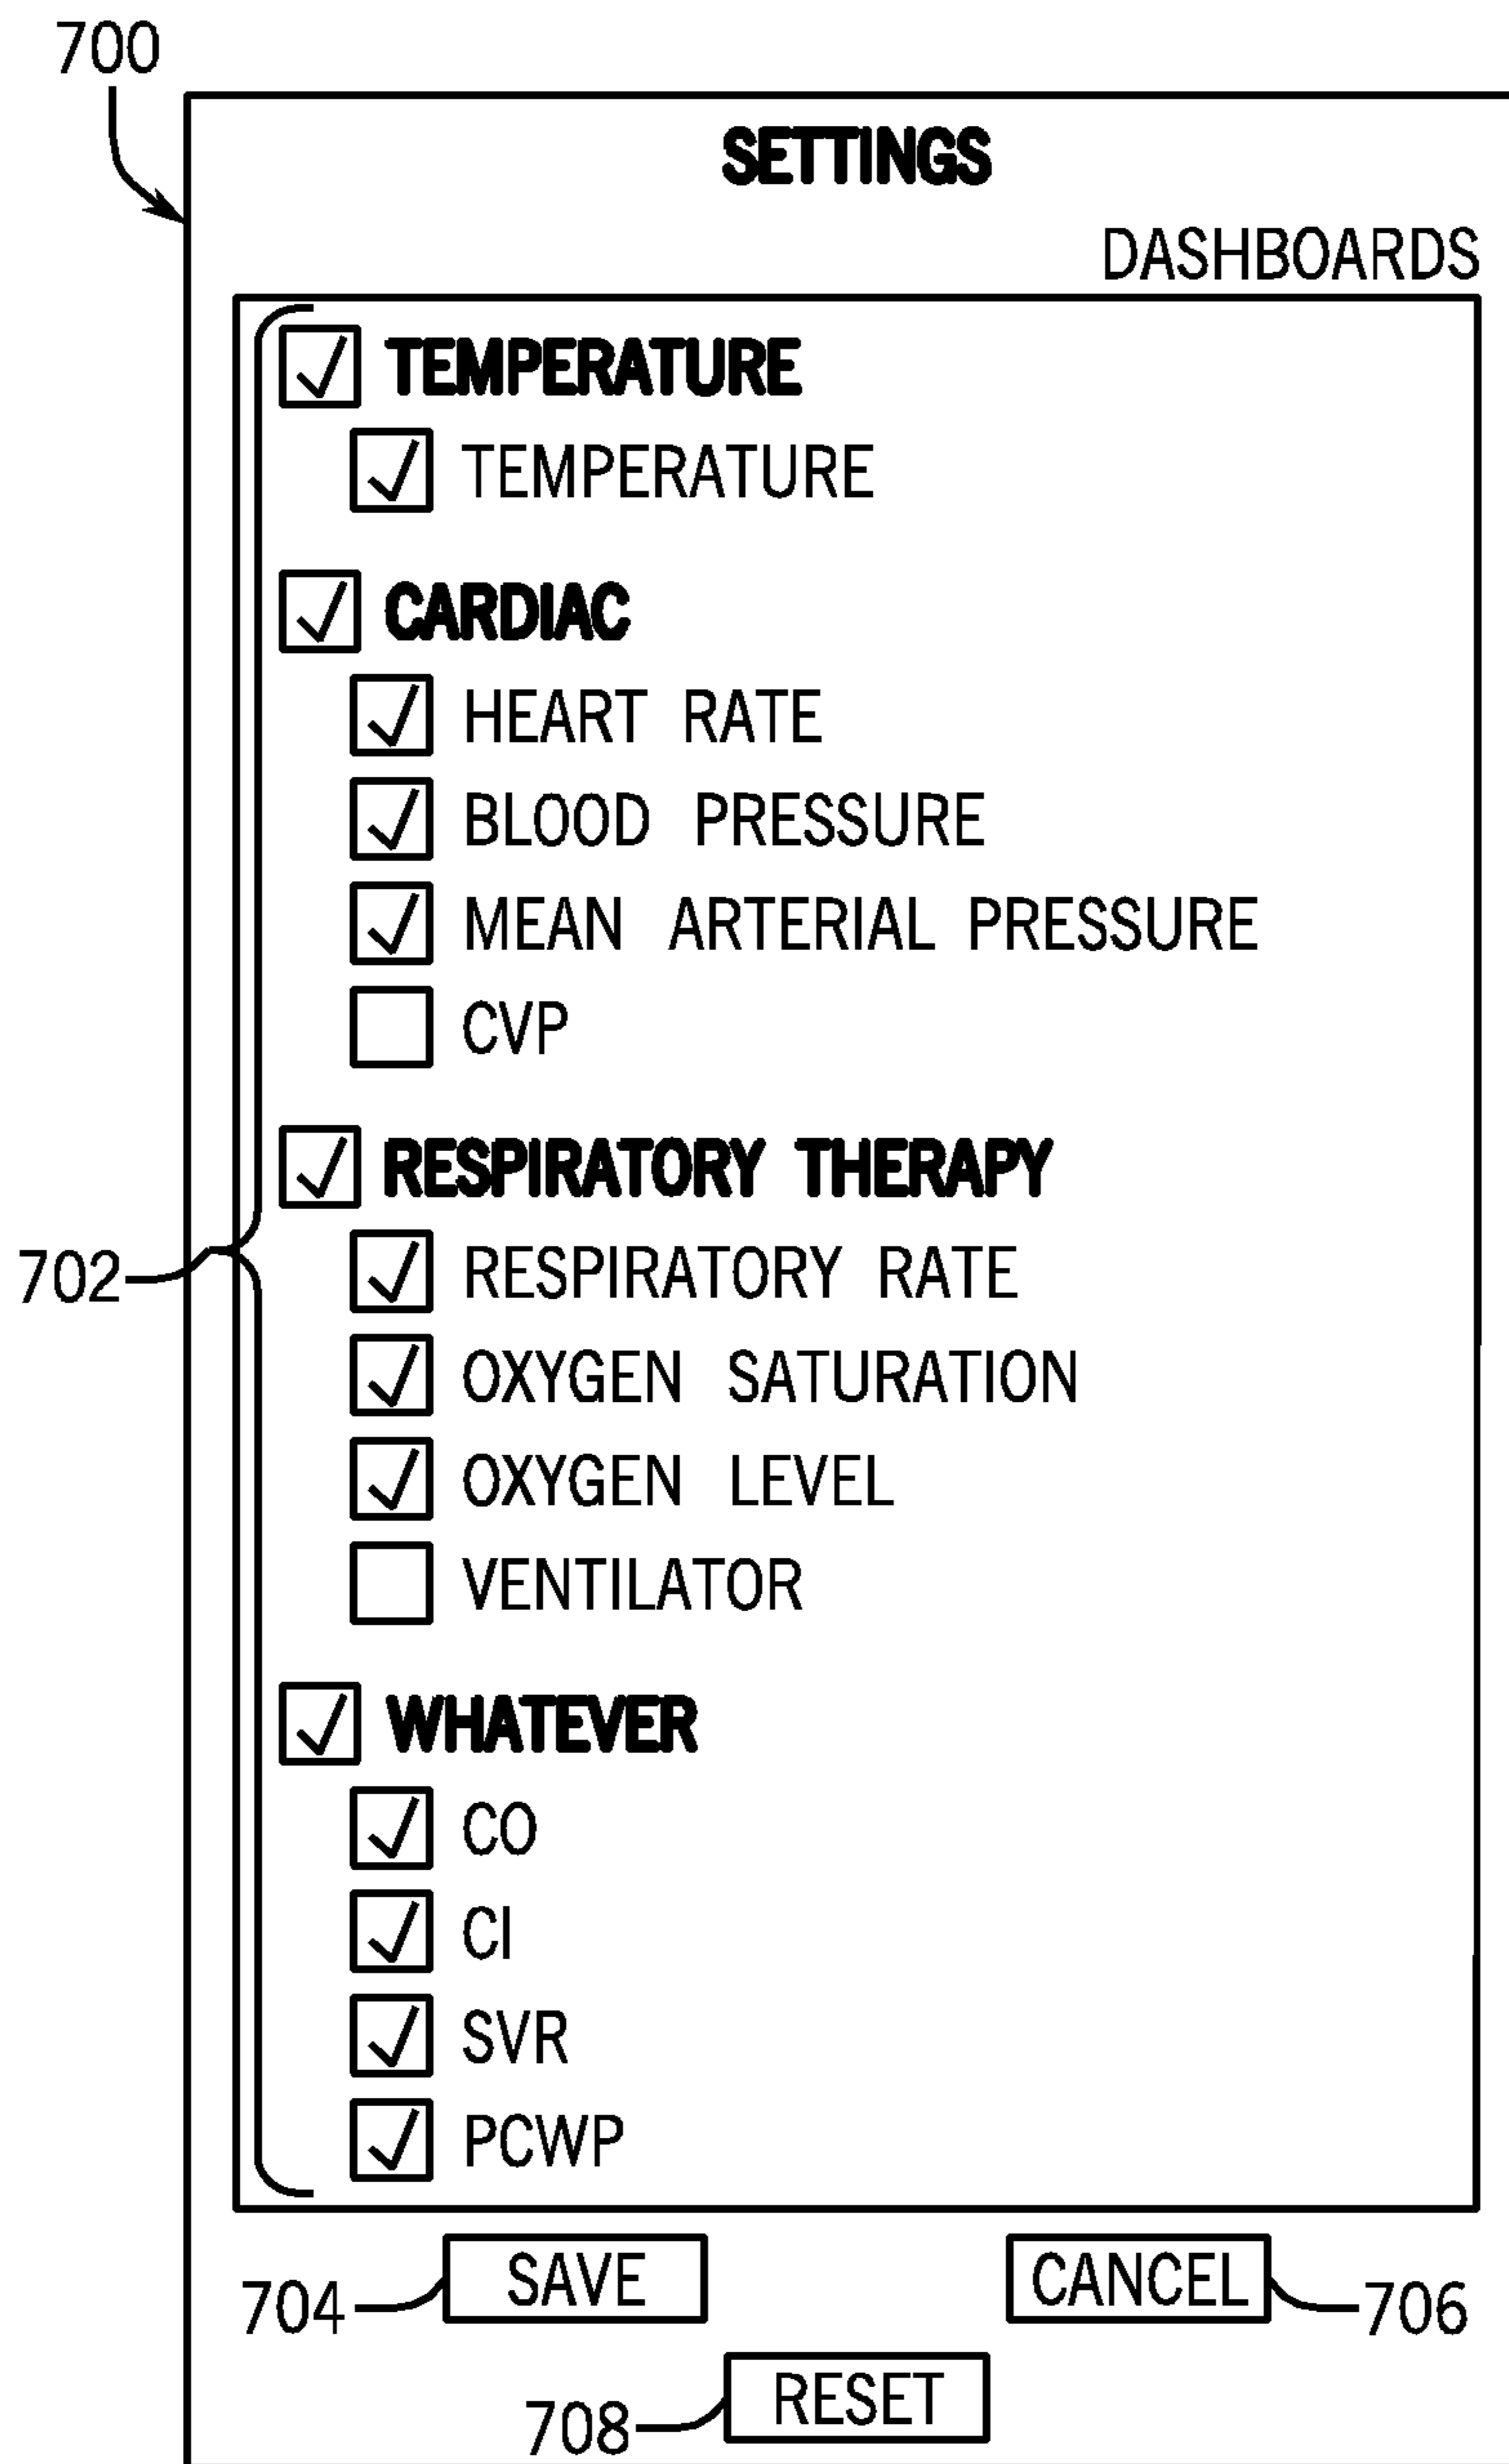 700
SETTINGS
DASHBOARDS
TEMPERATURE
TEMPERATURE
CARDIAC
HEART RATE
BLOOD PRESSURE
MEAN ARTERIAL PRESSURE
CVP
RESPIRATORY THERAPY
702 RESPIRATORY RATE
OXYGEN SATURATION
OXYGEN LEVEL
VENTILATOR
WHATEVER
CO
CI
SVR
PCWP
704 SAVE CANCEL 706
708 RESET